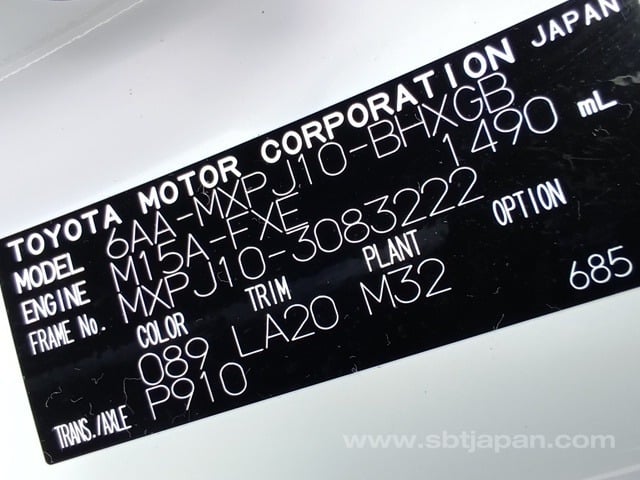 TOYOTA MOTOR CORPORATION JAPAN
MODEL 6AA-MXPJ10-BHXGB
ENGINE M15A-FXE 1490 mL
FRAME No. MXPJ10-3083222
COLOR TRIM PLANT OPTION
089 LA20 M32 685
TRANS./AXLE P910
www.sbtjapan.com